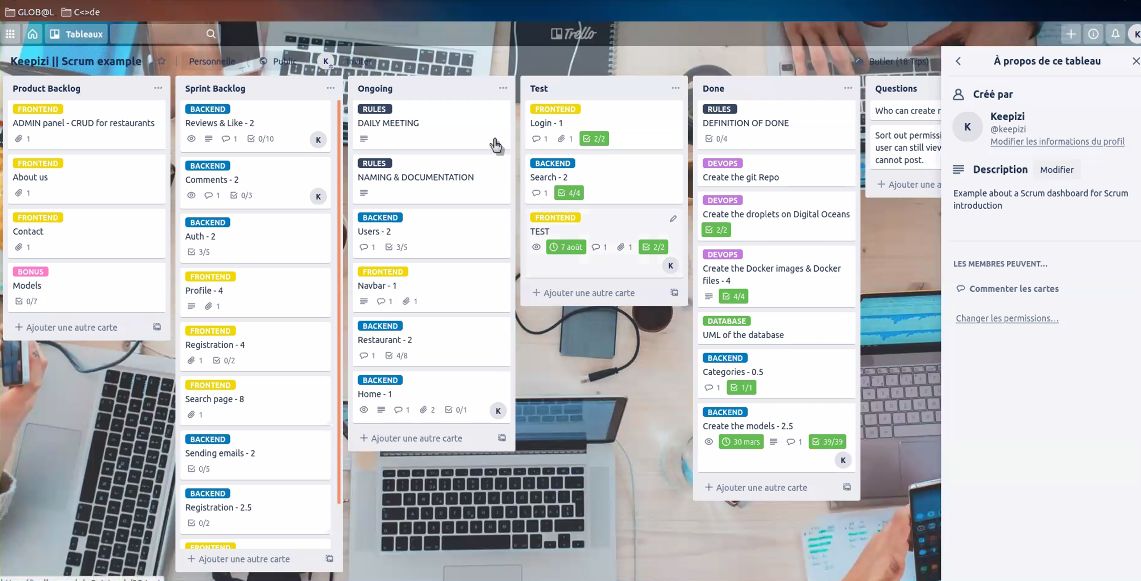 GLOB@L C<>de
Tableaux
Trello
K
Keepizi || Scrum example
Personnelle
K
Product Backlog
FRONTEND
ADMIN panel - CRUD for restaurants
1
FRONTEND
About us
1
FRONTEND
Contact
1
BONUS
Models
0/7
+ Ajouter une autre carte
Sprint Backlog
BACKEND
Reviews & Like - 2
1 0/10
K
BACKEND
Comments - 2
1 0/3
K
BACKEND
Auth - 2
3/5
FRONTEND
Profile - 4
1
FRONTEND
Registration - 4
1 0/2
FRONTEND
Search page - 8
1
BACKEND
Sending emails - 2
0/5
BACKEND
Registration - 2.5
0/2
FRONTEND
+ Ajouter une autre carte
Ongoing
RULES
DAILY MEETING
RULES
NAMING & DOCUMENTATION
BACKEND
Users - 2
1 3/5
FRONTEND
Navbar - 1
1 1
BACKEND
Restaurant - 2
1 4/8
BACKEND
Home - 1
1 2 0/1
K
+ Ajouter une autre carte
Test
FRONTEND
Login - 1
1 1 2/2
BACKEND
Search - 2
1 4/4
FRONTEND
TEST
7 août 1 1 2/2
K
+ Ajouter une autre carte
Done
RULES
DEFINITION OF DONE
0/4
DEVOPS
Create the git Repo
DEVOPS
Create the droplets on Digital Oceans
2/2
DEVOPS
Create the Docker images & Docker
files - 4
4/4
DATABASE
UML of the database
BACKEND
Categories - 0.5
1 1/1
BACKEND
Create the models - 2.5
30 mars 1 39/39
K
+ Ajouter une autre carte
Questions
Who can create
Sort out
user can still
cannot post.
+ Ajouter une
À propos de ce tableau
Créé par
K
Keepizi
@keepizi
Modifier les informations du profil
Description Modifier
Example about a Scrum dashboard for Scrum
introduction
LES MEMBRES PEUVENT...
Commenter les cartes
Changer les permissions...